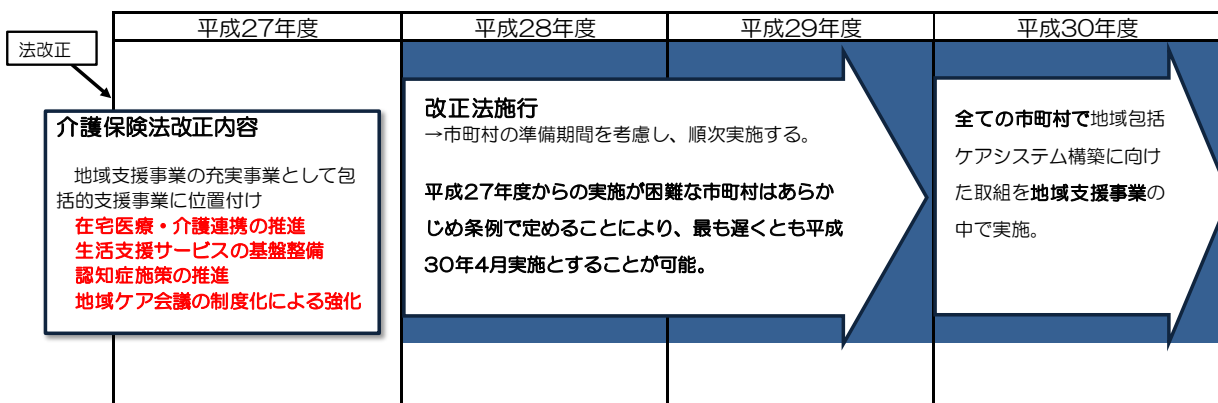 平成27年度
平成28年度
平成29年度
平成30年度
法改正
介護保険法改正内容
地域支援事業の充実事業として包
括的支援事業に位置付け
在宅医療・介護連携の推進
生活支援サービスの基盤整備
認知症施策の推進
地域ケア会議の制度化による強化
改正法施行
→市町村の準備期間を考慮し、順次実施する。
平成27年度からの実施が困難な市町村はあらか
じめ条例で定めることにより、最も遅くとも平成
30年4月実施とすることが可能。
全ての市町村で地域包括
ケアシステム構築に向け
た取組を地域支援事業の
中で実施。